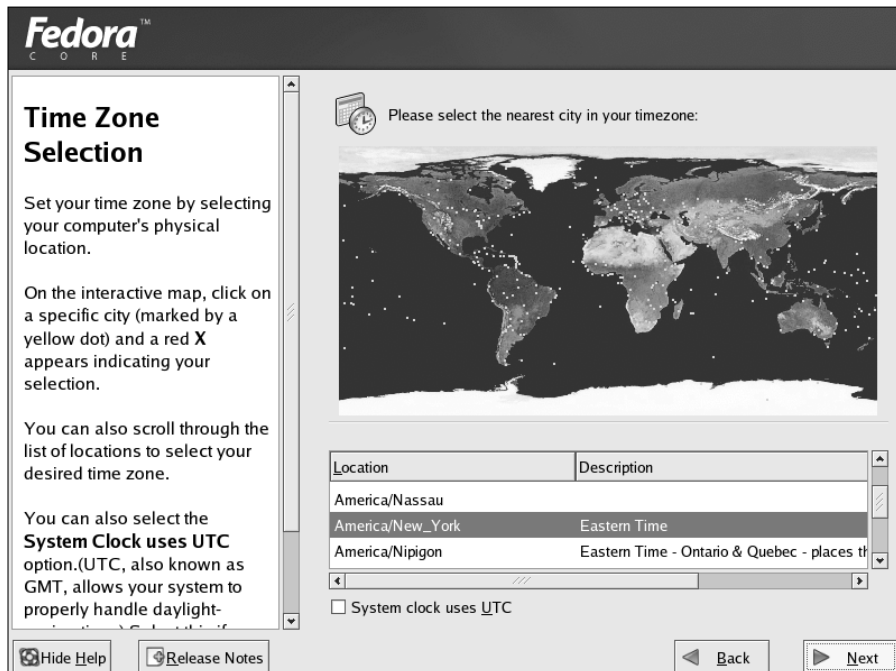 Fedora™
CORE
Time Zone
Selection
Set your time zone by selecting
your computer's physical
location.
On the interactive map, click on
a specific city (marked by a
yellow dot) and a red X
appears indicating your
selection.
You can also scroll through the
list of locations to select your
desired time zone.
You can also select the
System Clock uses UTC
option.(UTC, also known as
GMT, allows your system to
properly handle daylight-
Please select the nearest city in your timezone:
Location Description
America/Nassau
America/New_York Eastern Time
America/Nipigon Eastern Time - Ontario & Quebec - places
System clock uses UTC
Hide Help
Release Notes
Back
Next